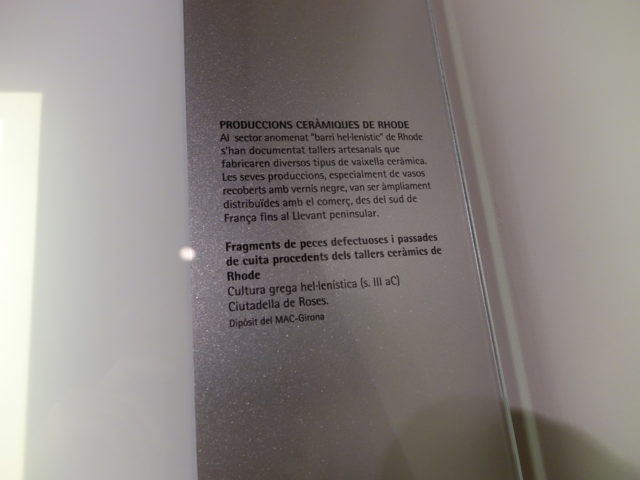 PRODUCCIONS CERÀMIQUES DE RHODE
Al sector anomenat "barri hel·lenístic" de Rhode
s'han documentat tallers artesanals que
fabricaren diversos tipus de vaixella ceràmica.
Les seves produccions, especialment de vasos
recoberts amb vernís negre, van ser àmpliament
distribuïdes amb el comerç, des del sud de
França fins al Llevant peninsular.
Fragments de peces defectuoses i passades
de cuita procedents dels tallers ceràmics de
Rhode
Cultura grega hel·lenística (s. III aC)
Ciutadella de Roses.
Dipòsit del MAC-Girona